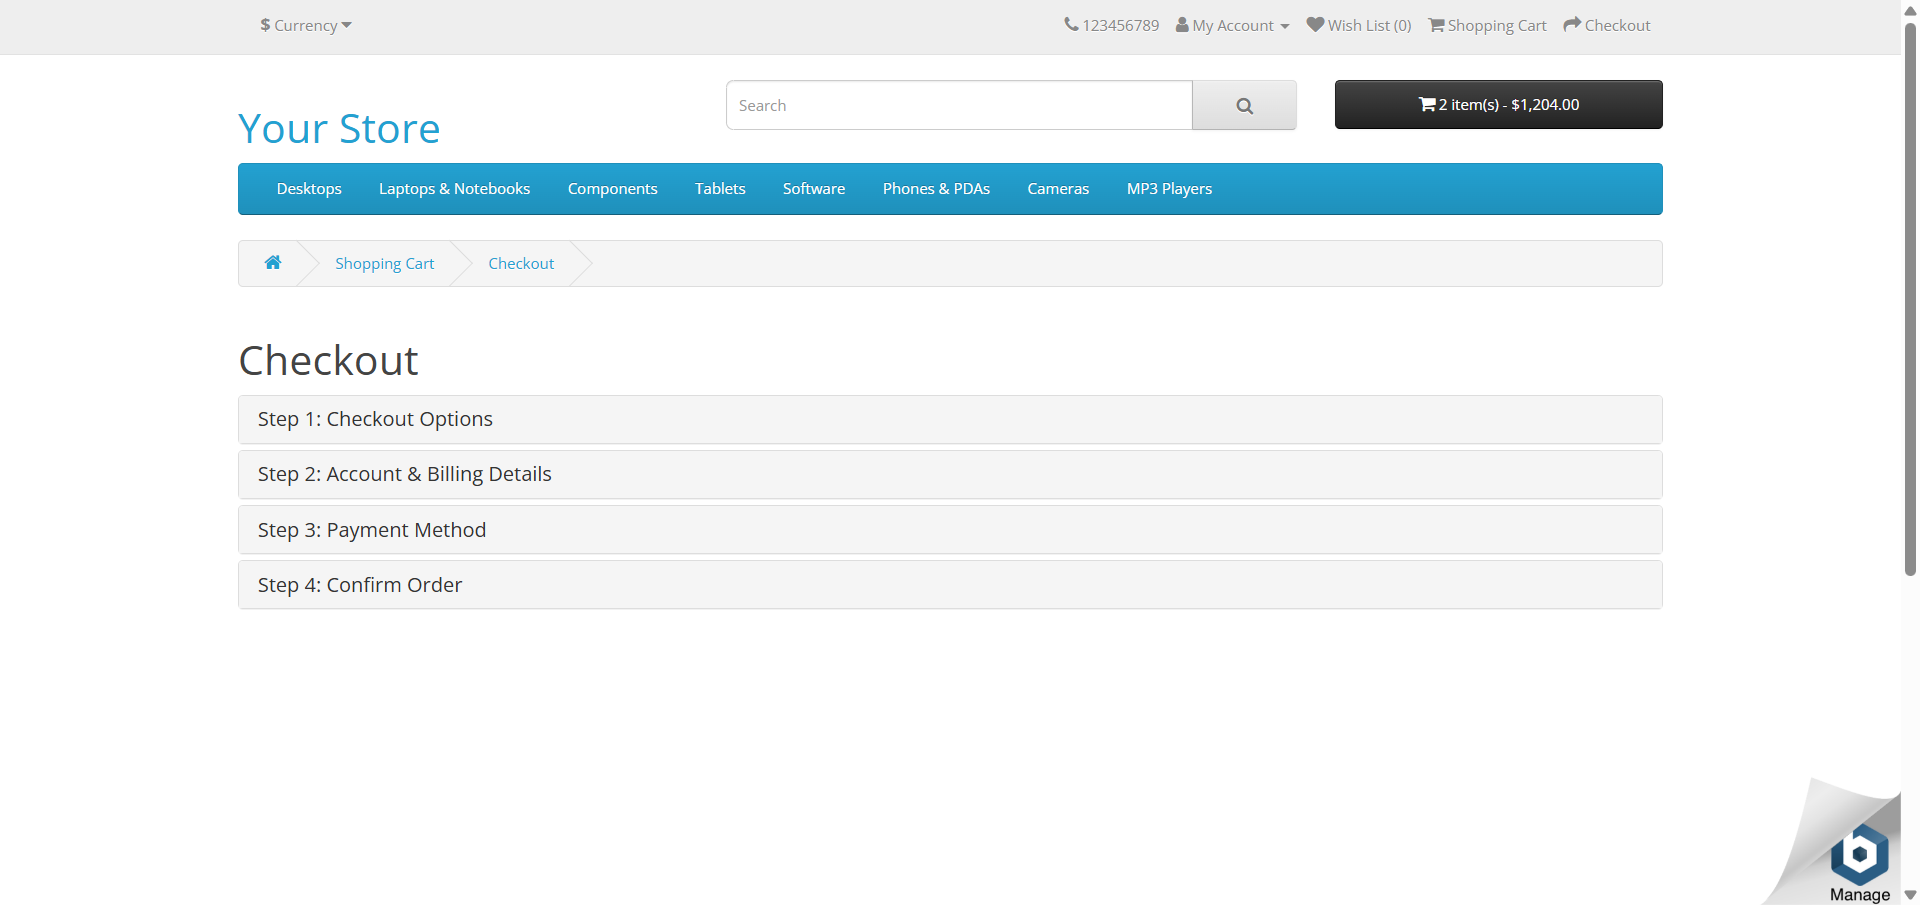 $ Currency
123456789 My Account Wish List (0) Shopping Cart Checkout
Search
2 item(s) - $1,204.00
Your Store
Desktops Laptops & Notebooks Components Tablets Software Phones & PDAs Cameras MP3 Players
Shopping Cart Checkout
Checkout
Step 1: Checkout Options
Step 2: Account & Billing Details
Step 3: Payment Method
Step 4: Confirm Order
b
Manage